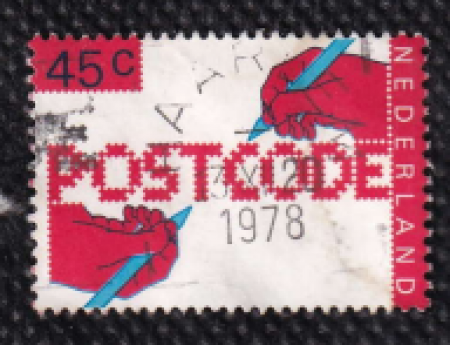 45c
POSTCODE
NEDERLAND
1978